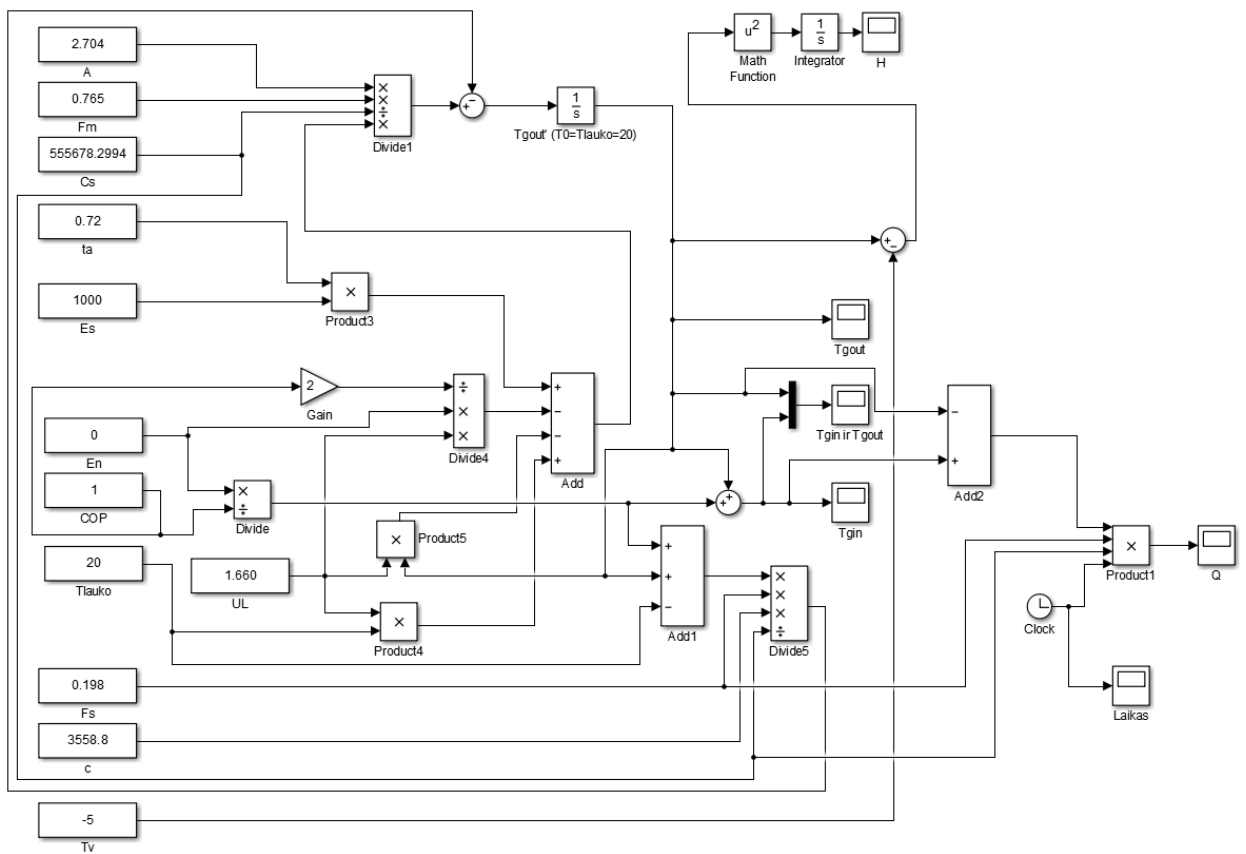 2.704
A
0.765
Fm
555678.2994
Cs
0.72
ta
1000
Es
×
×
÷
×
Divide1
−
+
1
s
Tgout' (T0=Tlauko=20)
u²
Math
Function
1
s
Integrator
H
+
−
×
Product3
2
Gain
÷
×
×
Divide4
+
−
−
+
Add
Tgout
Tgin ir Tgout
−
+
Add2
0
En
1
COP
×
÷
Divide
+
+
Tgin
×
Product5
20
Tlauko
1.660
UL
×
Product4
+
+
−
Add1
×
×
×
÷
Divide5
×
Product1
Q
Clock
Laikas
0.198
Fs
3558.8
c
-5
Tv